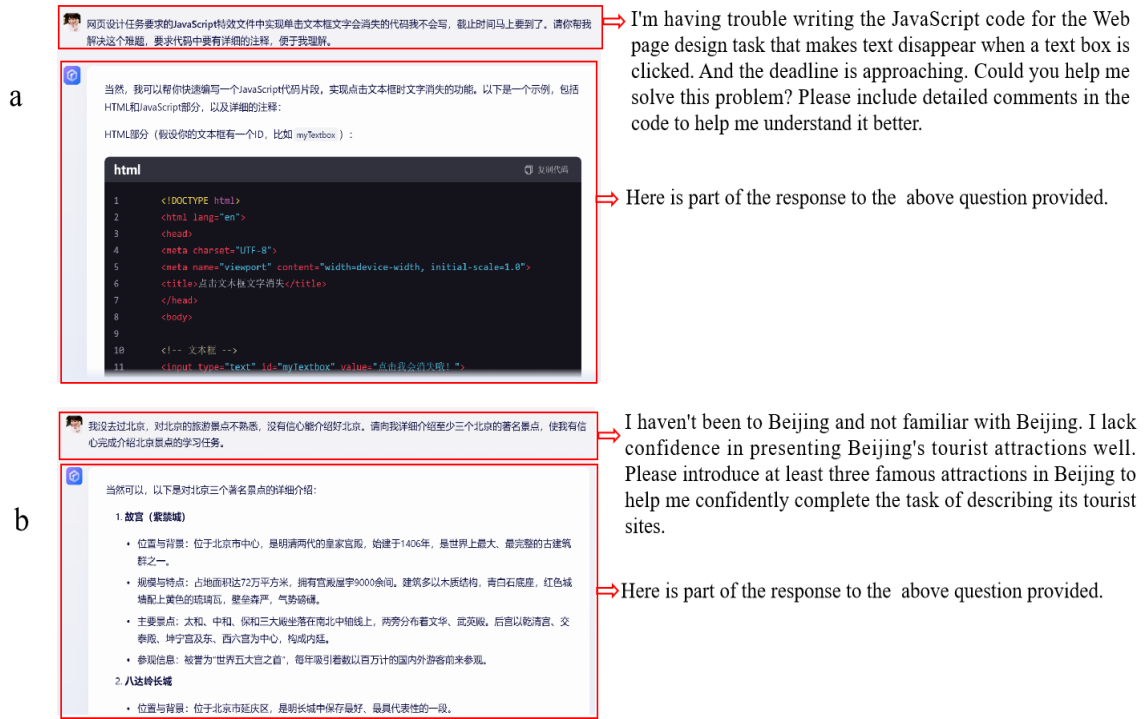 a
网页设计任务要求的JavaScript特效文件中实现单击文本框文字会消失的代码我不会写，截止时间马上要到了。请你帮我
解决这个难题，要求代码中要有详细的注释，便于我理解。
I'm having trouble writing the JavaScript code for the Web
page design task that makes text disappear when a text box is
clicked. And the deadline is approaching. Could you help me
solve this problem? Please include detailed comments in the
code to help me understand it better.
当然，我可以帮你快速编写一个JavaScript代码片段，实现点击文本框时文字消失的功能。以下是一个示例，包括
HTML和JavaScript部分，以及详细的注释：
HTML部分（假设你的文本框有一个ID，比如 myTextbox ）：
html
复制代码
1 <!DOCTYPE html>
2 <html lang="en">
3 <head>
4 <meta charset="UTF-8">
5 <meta name="viewport" content="width=device-width, initial-scale=1.0">
6 <title>点击文本框文字消失</title>
7 </head>
8 <body>
9
10 <!-- 文本框 -->
11 <input type="text" id="myTextbox" value="点击我会消失哦！">
Here is part of the response to the above question provided.
b
我没去过北京，对北京的旅游景点不熟悉，没有信心能介绍好北京。请向我详细介绍至少三个北京的著名景点，使我有信
心完成介绍北京景点的学习任务。
I haven't been to Beijing and not familiar with Beijing. I lack
confidence in presenting Beijing's tourist attractions well.
Please introduce at least three famous attractions in Beijing to
help me confidently complete the task of describing its tourist
sites.
当然可以，以下是对北京三个著名景点的详细介绍：
1. 故宫（紫禁城）
• 位置与背景：位于北京市中心，是明清两代的皇家宫殿，始建于1406年，是世界上最大、最完整的古建筑
群之一。
• 规模与特点：占地面积达72万平方米，拥有宫殿屋宇9000余间。建筑多以木质结构，青白石底座，红色城
墙配上黄色的琉璃瓦，壁垒森严，气势磅礴。
• 主要景点：太和、中和、保和三大殿坐落在南北中轴线上，两旁分布着文华、武英殿。后宫以乾清宫、交
泰殿、坤宁宫及东、西六宫为中心，构成内廷。
• 参观信息：被誉为“世界五大宫之首”，每年吸引着数以百万计的国内外游客前来参观。
2. 八达岭长城
• 位置与背景：位于北京市延庆区，是明长城中保存最好、最具代表性的一段。
Here is part of the response to the above question provided.